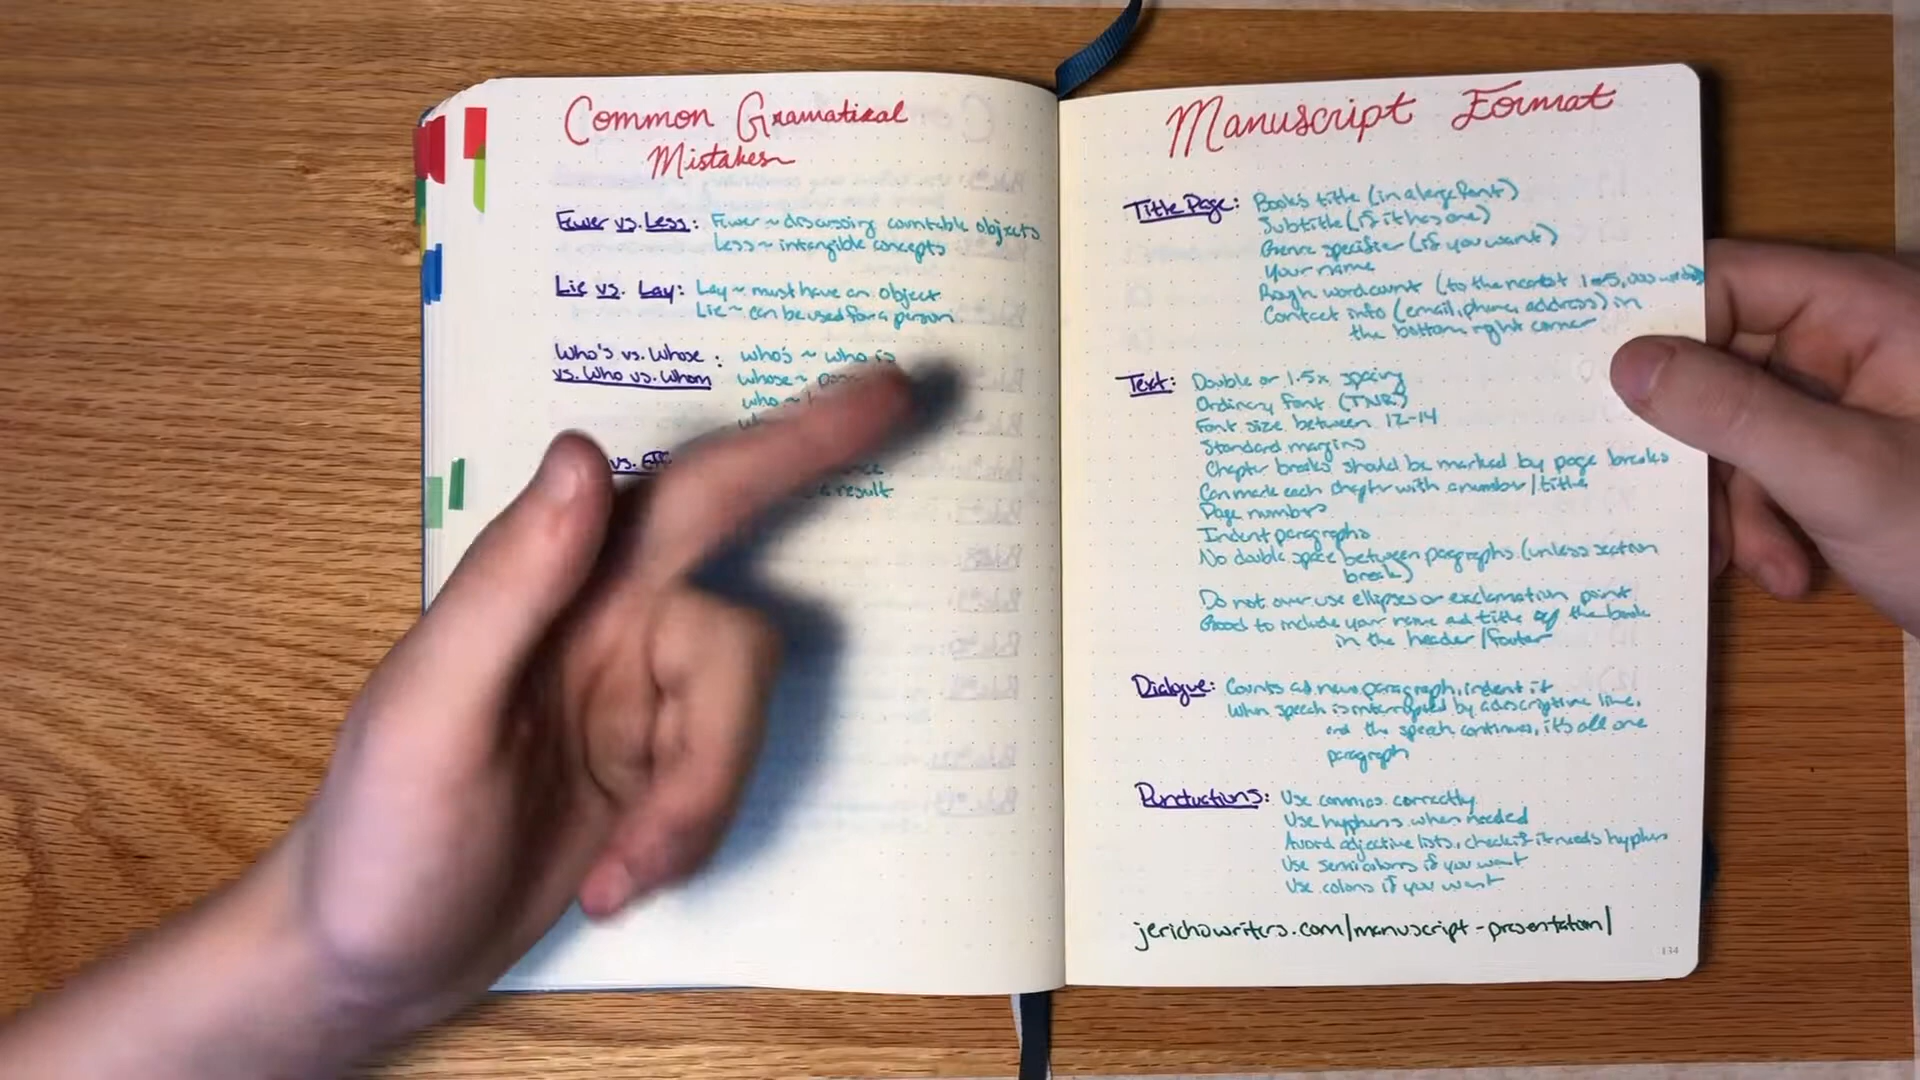 Common Gramatical
Mistakes
Fewer vs. Less: Fewer ~ discussing countable objects
Less ~ intangible concepts
Lie vs. Lay: Lay ~ must have an object
Lie ~ can be used for a person
Who's vs. Whose : who's ~ who is
vs. Who vs. Whom whose ~
who ~
vs.
result
Manuscript Format
Title Page: Book's title (in a large font)
Subtitle (if it has one)
Genre specifier (if you want)
Your name
Rough word count (to the nearest 1-5,000 words)
Contact info (email, phone, address) in
the bottom right corner
Text: Double or 1.5x spacing
Ordinary font (TNR)
Font size between 12-14
Standard margins
Chapter breaks should be marked by page breaks
Can mark each chapter with a number/title
Page numbers
Indent paragraphs
No double space between paragraphs (unless section
break)
Do not over use ellipses or exclamation point
Good to include your name and title of the book
in the header/footer
Dialogue: Counts as new paragraph, indent it
When speech is interrupted by a descriptive line,
and the speech continues, it's all one
paragraph
Punctuations: Use commas correctly
Use hyphens when needed
Avoid adjective lists, check if it needs hyphens
Use semicolons if you want
Use colons if you want
jerichowriters.com/manuscript-presentation/
134